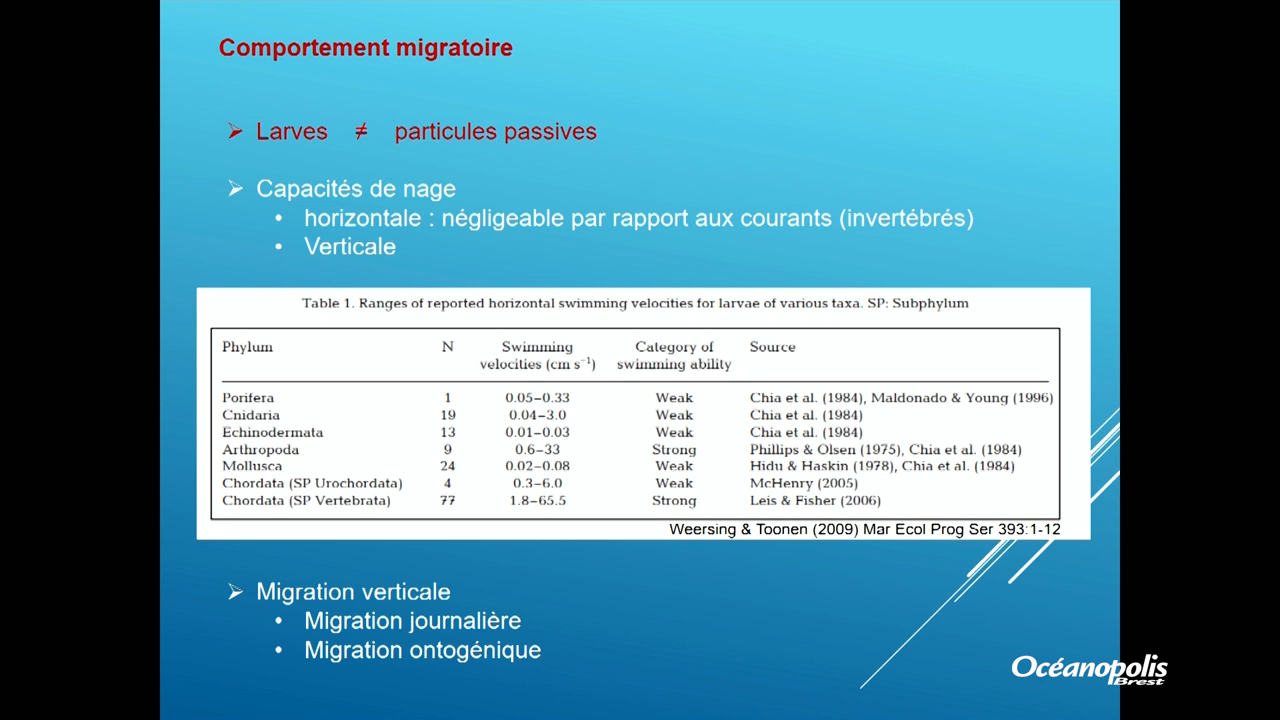 Comportement migratoire
➢ Larves ≠ particules passives
➢ Capacités de nage
• horizontale : négligeable par rapport aux courants (invertébrés)
• Verticale
Table 1. Ranges of reported horizontal swimming velocities for larvae of various taxa. SP: Subphylum
Phylum N Swimming velocities (cm s⁻¹) Category of swimming ability Source
Porifera 1 0.05–0.33 Weak Chia et al. (1984), Maldonado & Young (1996)
Cnidaria 19 0.04–3.0 Weak Chia et al. (1984)
Echinodermata 13 0.01–0.03 Weak Chia et al. (1984)
Arthropoda 9 0.6–33 Strong Phillips & Olsen (1975), Chia et al. (1984)
Mollusca 24 0.02–0.08 Weak Hidu & Haskin (1978), Chia et al. (1984)
Chordata (SP Urochordata) 4 0.3–6.0 Weak McHenry (2005)
Chordata (SP Vertebrata) 77 1.8–65.5 Strong Leis & Fisher (2006)
Weersing & Toonen (2009) Mar Ecol Prog Ser 393:1-12
➢ Migration verticale
• Migration journalière
• Migration ontogénique
Océanopolis
Brest